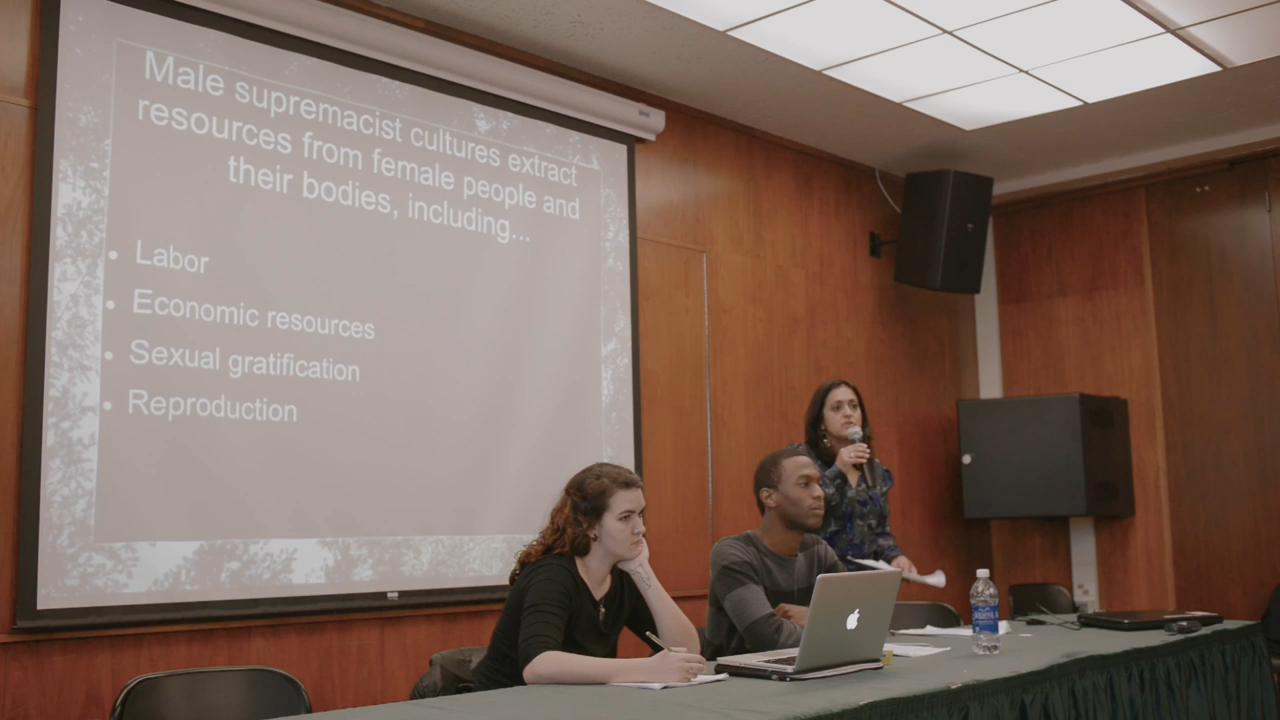 Male supremacist cultures extract
resources from female people and
their bodies, including...
• Labor
• Economic resources
• Sexual gratification
• Reproduction